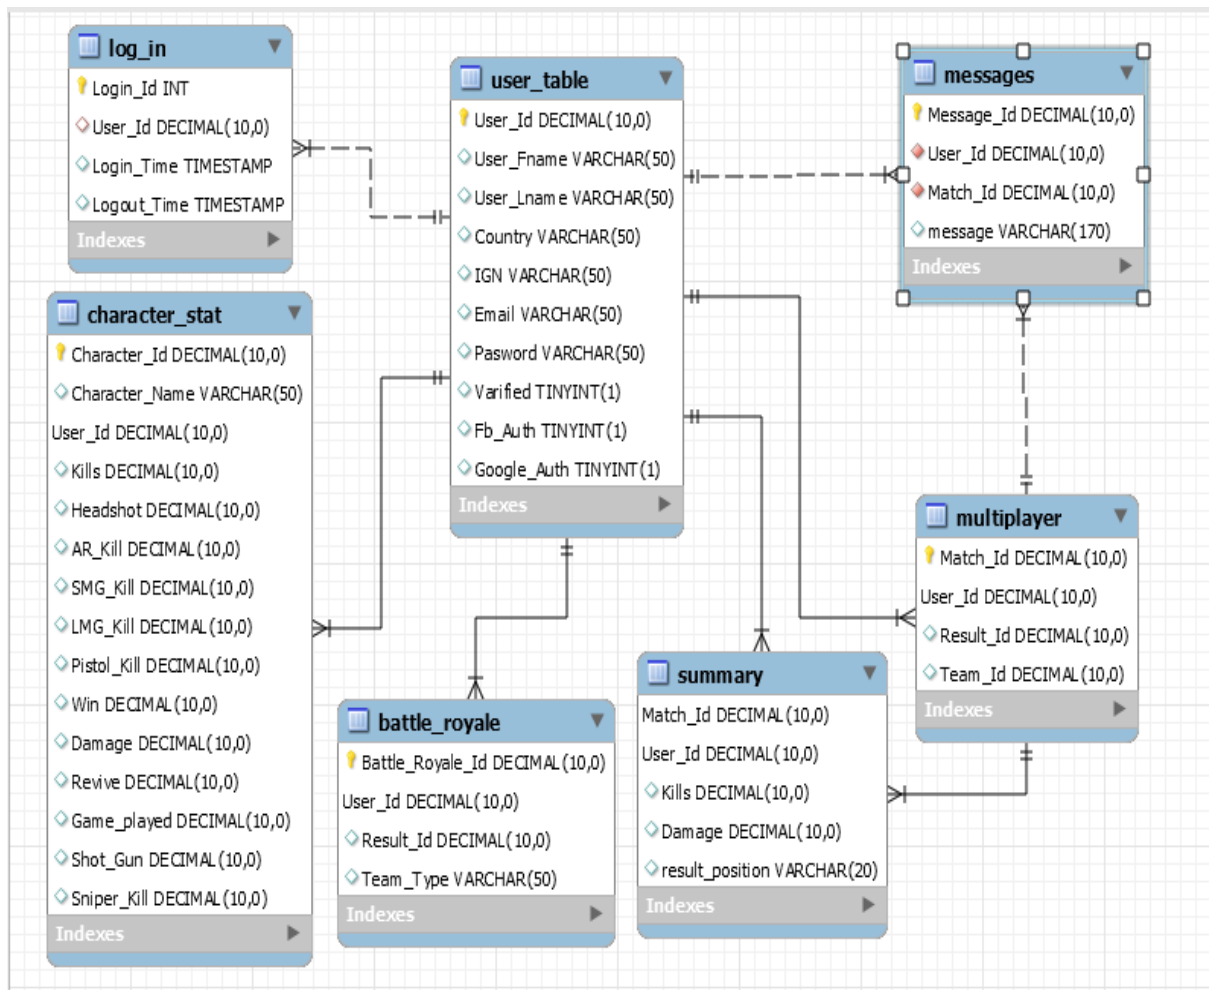 log_in
Login_Id INT
User_Id DECIMAL(10,0)
Login_Time TIMESTAMP
Logout_Time TIMESTAMP
Indexes
user_table
User_Id DECIMAL(10,0)
User_Fname VARCHAR(50)
User_Lname VARCHAR(50)
Country VARCHAR(50)
IGN VARCHAR(50)
Email VARCHAR(50)
Pasword VARCHAR(50)
Varified TINYINT(1)
Fb_Auth TINYINT(1)
Google_Auth TINYINT(1)
Indexes
messages
Message_Id DECIMAL(10,0)
User_Id DECIMAL(10,0)
Match_Id DECIMAL(10,0)
message VARCHAR(170)
Indexes
character_stat
Character_Id DECIMAL(10,0)
Character_Name VARCHAR(50)
User_Id DECIMAL(10,0)
Kills DECIMAL(10,0)
Headshot DECIMAL(10,0)
AR_Kill DECIMAL(10,0)
SMG_Kill DECIMAL(10,0)
LMG_Kill DECIMAL(10,0)
Pistol_Kill DECIMAL(10,0)
Win DECIMAL(10,0)
Damage DECIMAL(10,0)
Revive DECIMAL(10,0)
Game_played DECIMAL(10,0)
Shot_Gun DECIMAL(10,0)
Sniper_Kill DECIMAL(10,0)
Indexes
battle_royale
Battle_Royale_Id DECIMAL(10,0)
User_Id DECIMAL(10,0)
Result_Id DECIMAL(10,0)
Team_Type VARCHAR(50)
Indexes
summary
Match_Id DECIMAL(10,0)
User_Id DECIMAL(10,0)
Kills DECIMAL(10,0)
Damage DECIMAL(10,0)
result_position VARCHAR(20)
Indexes
multiplayer
Match_Id DECIMAL(10,0)
User_Id DECIMAL(10,0)
Result_Id DECIMAL(10,0)
Team_Id DECIMAL(10,0)
Indexes